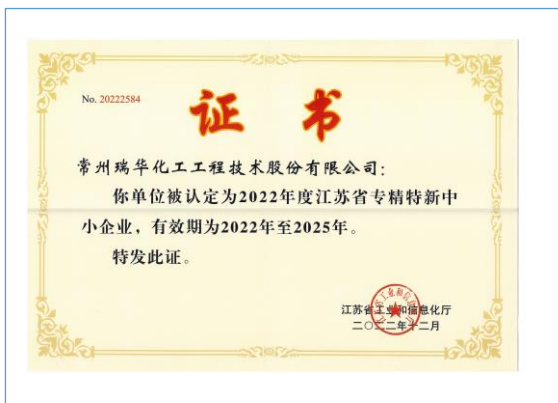 No. 20222584
证 书
常州瑞华化工工程技术股份有限公司：
你单位被认定为2022年度江苏省专精特新中
小企业，有效期为2022年至2025年。
特发此证。
江苏省工业和信息化厅
二〇二二年十二月